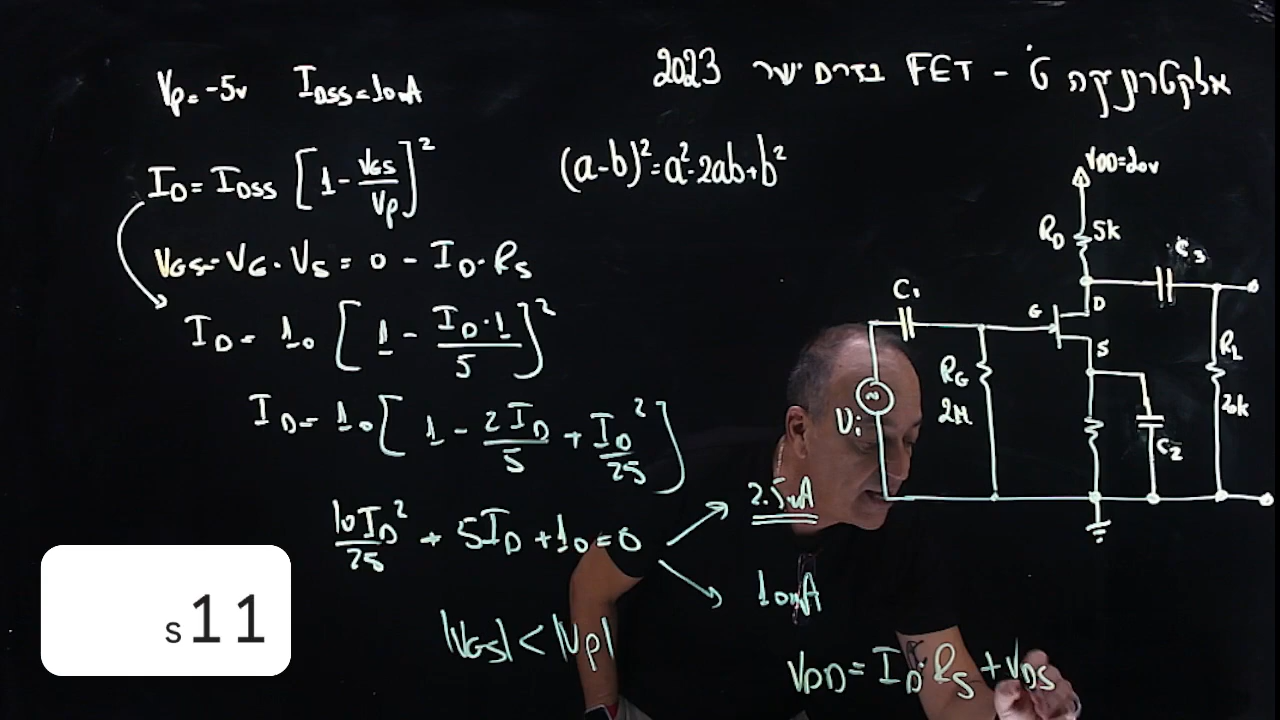 אלקטרוניקה ט' - FET בזרם ישר 2023
Vp = -5v IDSS = 10mA
ID = IDSS [1 - VGS/Vp]²
(a-b)² = a² - 2ab + b²
VGS = VG - VS = 0 - ID · RS
ID = 10 [1 - ID·1/5]²
ID = 10 [1 - 2ID/5 + ID²/25]
10ID²/25 + 5ID + 10 = 0
2.5mA
10mA
|VGS| < |Vp|
VDD = ID · RS + VDS
VDD = 20v
RD 5k
C3
C1
G
D
S
RG
2M
RL
20k
Vi
C2
s11